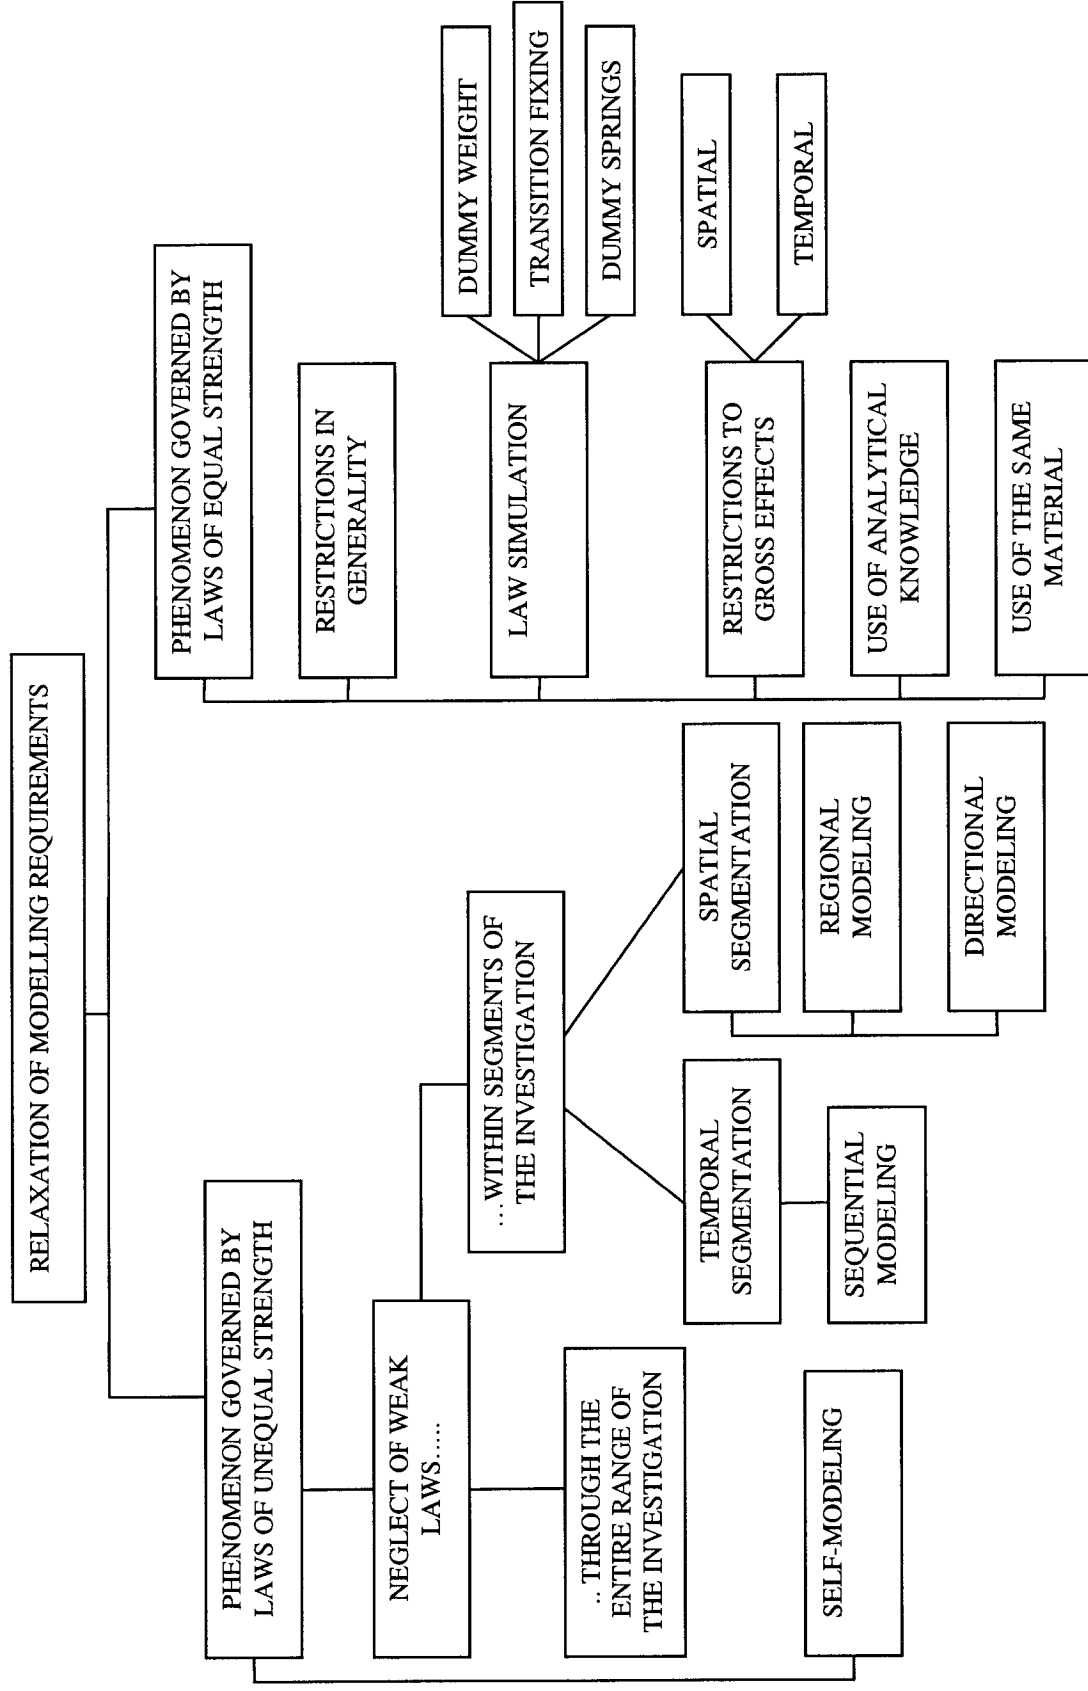 RELAXATION OF MODELLING REQUIREMENTS
PHENOMENON GOVERNED BY
LAWS OF UNEQUAL STRENGTH
NEGLECT OF WEAK
LAWS.....
.. THROUGH THE
ENTIRE RANGE OF
THE INVESTIGATION
SELF-MODELING
...WITHIN SEGMENTS OF
THE INVESTIGATION
TEMPORAL
SEGMENTATION
SEQUENTIAL
MODELING
SPATIAL
SEGMENTATION
REGIONAL
MODELING
DIRECTIONAL
MODELING
PHENOMENON GOVERNED BY
LAWS OF EQUAL STRENGTH
RESTRICTIONS IN
GENERALITY
LAW SIMULATION
DUMMY WEIGHT
TRANSITION FIXING
DUMMY SPRINGS
RESTRICTIONS TO
GROSS EFFECTS
SPATIAL
TEMPORAL
USE OF ANALYTICAL
KNOWLEDGE
USE OF THE SAME
MATERIAL